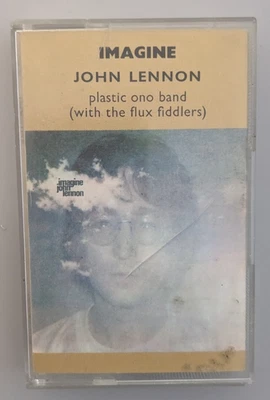 IMAGINE
JOHN LENNON
plastic ono band
(with the flux fiddlers)
imagine
john
lennon